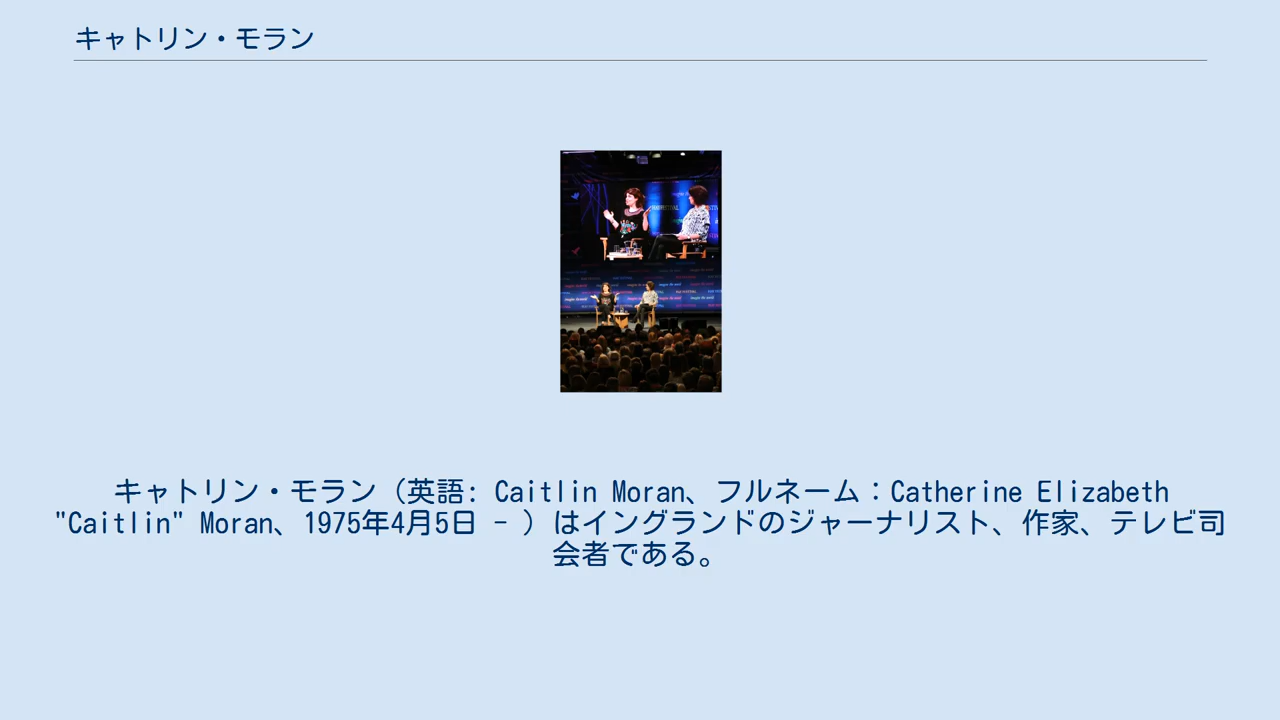 キャトリン・モラン
キャトリン・モラン（英語: Caitlin Moran、フルネーム：Catherine Elizabeth
"Caitlin" Moran、1975年4月5日 - ）はイングランドのジャーナリスト、作家、テレビ司
会者である。